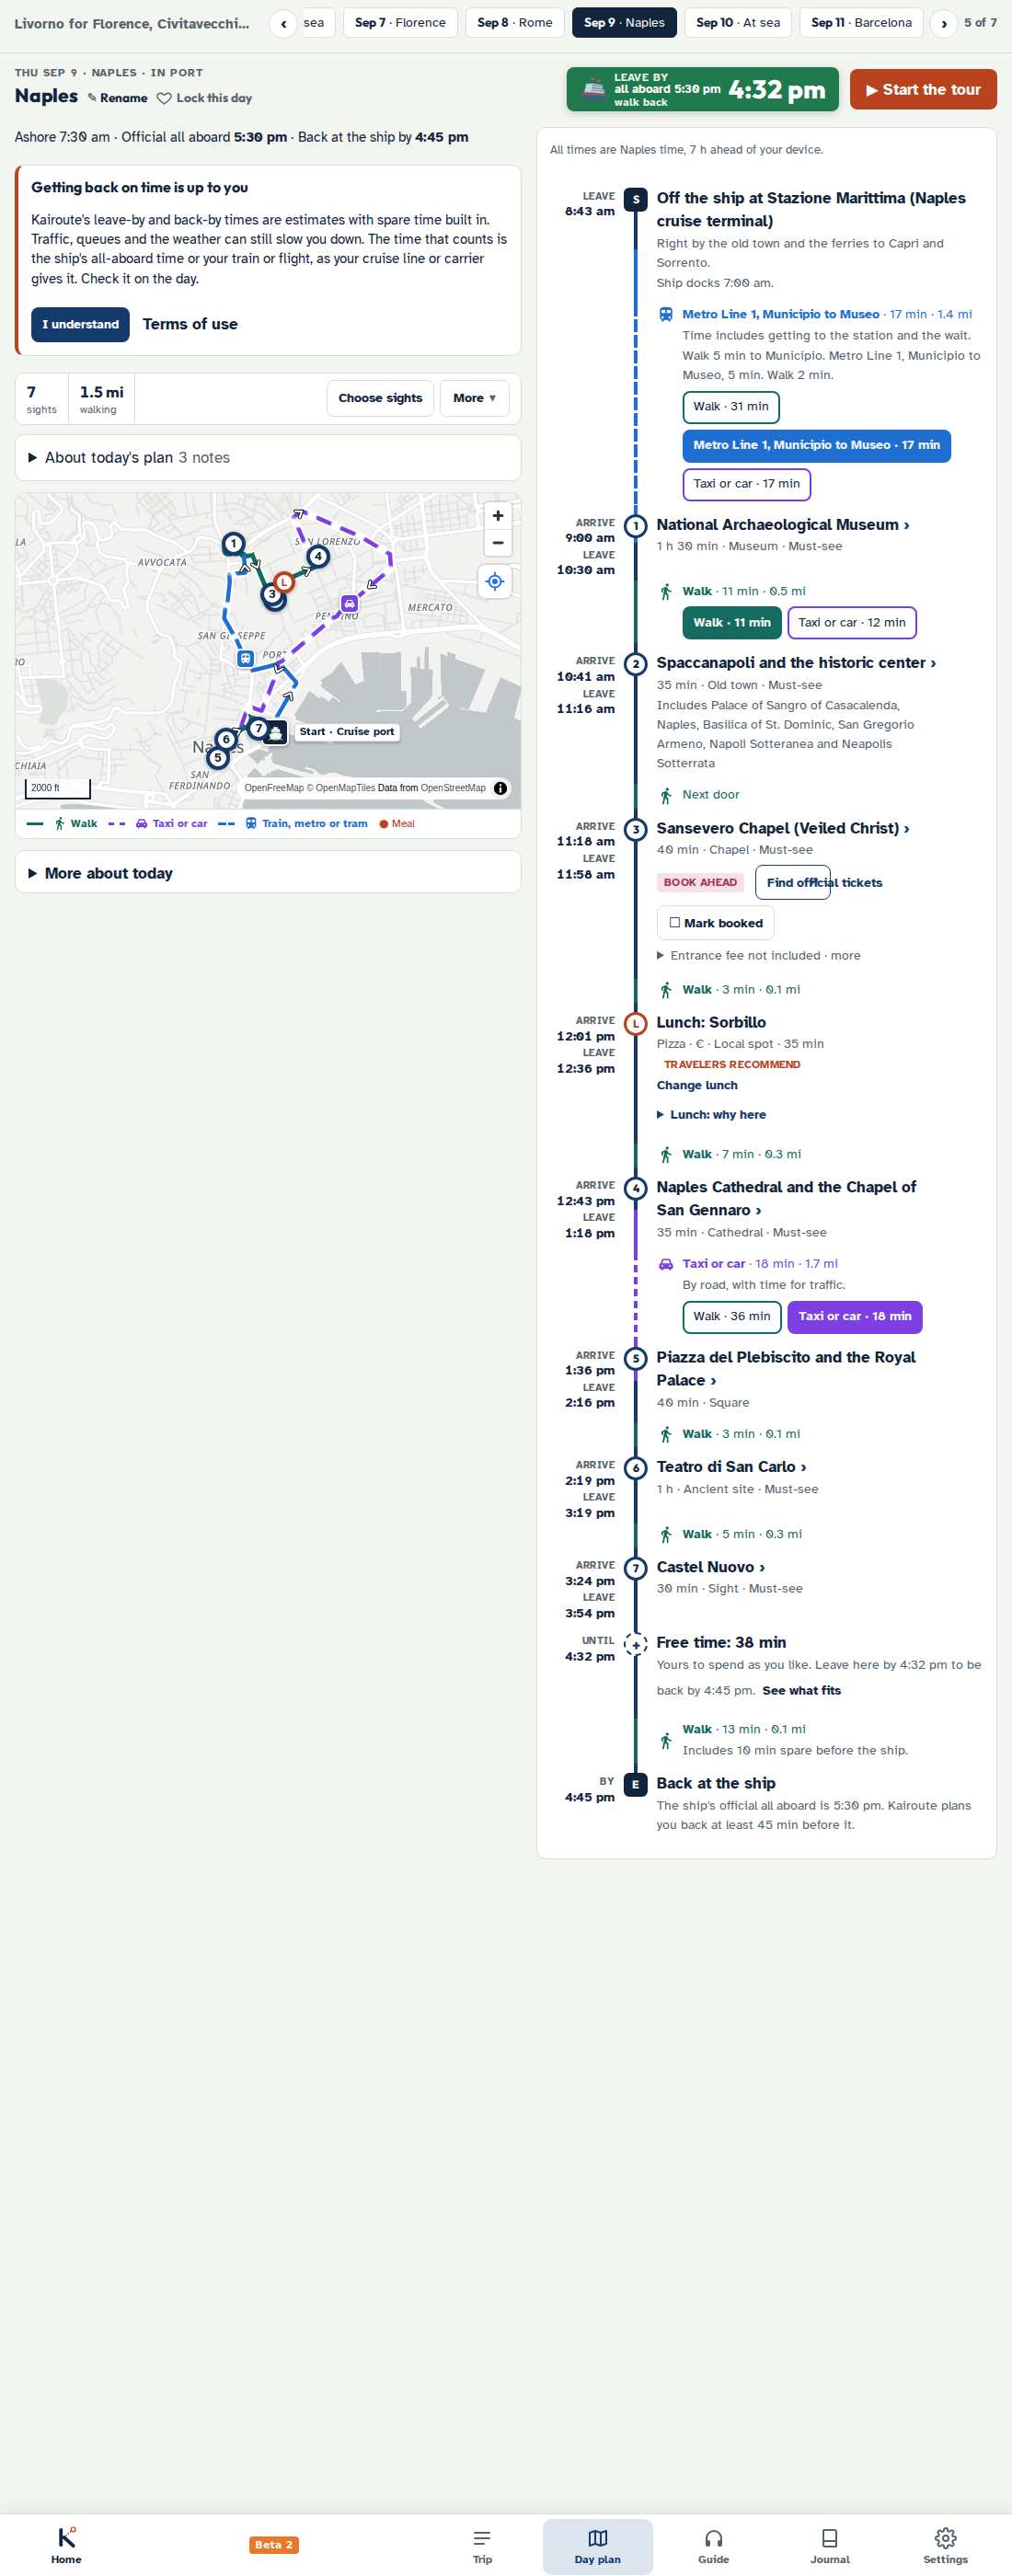 Livorno for Florence, Civitavecchi...
‹
sea
Sep 7 · Florence
Sep 8 · Rome
Sep 9 · Naples
Sep 10 · At sea
Sep 11 · Barcelona
›
5 of 7
THU SEP 9 · NAPLES · IN PORT
Naples ✎ Rename Lock this day
LEAVE BY
all aboard 5:30 pm
walk back
4:32 pm
▶ Start the tour
Ashore 7:30 am · Official all aboard 5:30 pm · Back at the ship by 4:45 pm
Getting back on time is up to you
Kairoute's leave-by and back-by times are estimates with spare time built in.
Traffic, queues and the weather can still slow you down. The time that counts is
the ship's all-aboard time or your train or flight, as your cruise line or carrier
gives it. Check it on the day.
I understand
Terms of use
7
sights
1.5 mi
walking
Choose sights
More ▼
▶ About today's plan 3 notes
LA
AVVOCATA
S N LORENZO
MERCATO
SAN GI SEPPE
PORT
CHIAIA
SAN
FERDINANDO
1
4
L
3
7
6
5
Start · Cruise port
+
−
2000 ft
OpenFreeMap © OpenMapTiles Data from OpenStreetMap
Walk
Taxi or car
Train, metro or tram
Meal
▶ More about today
All times are Naples time, 7 h ahead of your device.
LEAVE
8:43 am
S
Off the ship at Stazione Marittima (Naples
cruise terminal)
Right by the old town and the ferries to Capri and
Sorrento.
Ship docks 7:00 am.
Metro Line 1, Municipio to Museo · 17 min · 1.4 mi
Time includes getting to the station and the wait.
Walk 5 min to Municipio. Metro Line 1, Municipio to
Museo, 5 min. Walk 2 min.
Walk · 31 min
Metro Line 1, Municipio to Museo · 17 min
Taxi or car · 17 min
ARRIVE
9:00 am
LEAVE
10:30 am
1
National Archaeological Museum ›
1 h 30 min · Museum · Must-see
Walk · 11 min · 0.5 mi
Walk · 11 min
Taxi or car · 12 min
ARRIVE
10:41 am
LEAVE
11:16 am
2
Spaccanapoli and the historic center ›
35 min · Old town · Must-see
Includes Palace of Sangro of Casacalenda,
Naples, Basilica of St. Dominic, San Gregorio
Armeno, Napoli Sotteranea and Neapolis
Sotterrata
Next door
ARRIVE
11:18 am
LEAVE
11:58 am
3
Sansevero Chapel (Veiled Christ) ›
40 min · Chapel · Must-see
BOOK AHEAD
Find official tickets
☐ Mark booked
▶ Entrance fee not included · more
Walk · 3 min · 0.1 mi
ARRIVE
12:01 pm
LEAVE
12:36 pm
L
Lunch: Sorbillo
Pizza · € · Local spot · 35 min
TRAVELERS RECOMMEND
Change lunch
▶ Lunch: why here
Walk · 7 min · 0.3 mi
ARRIVE
12:43 pm
LEAVE
1:18 pm
4
Naples Cathedral and the Chapel of
San Gennaro ›
35 min · Cathedral · Must-see
Taxi or car · 18 min · 1.7 mi
By road, with time for traffic.
Walk · 36 min
Taxi or car · 18 min
ARRIVE
1:36 pm
LEAVE
2:16 pm
5
Piazza del Plebiscito and the Royal
Palace ›
40 min · Square
Walk · 3 min · 0.1 mi
ARRIVE
2:19 pm
LEAVE
3:19 pm
6
Teatro di San Carlo ›
1 h · Ancient site · Must-see
Walk · 5 min · 0.3 mi
ARRIVE
3:24 pm
LEAVE
3:54 pm
7
Castel Nuovo ›
30 min · Sight · Must-see
UNTIL
4:32 pm
+
Free time: 38 min
Yours to spend as you like. Leave here by 4:32 pm to be
back by 4:45 pm. See what fits
Walk · 13 min · 0.1 mi
Includes 10 min spare before the ship.
BY
4:45 pm
E
Back at the ship
The ship's official all aboard is 5:30 pm. Kairoute plans
you back at least 45 min before it.
Home
Beta 2
Trip
Day plan
Guide
Journal
Settings